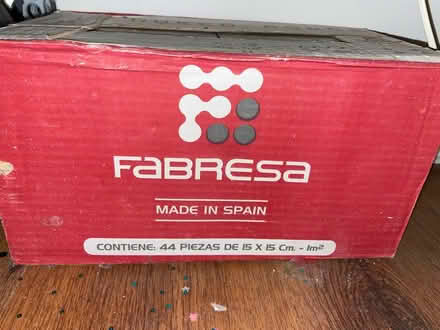 FABRESA
MADE IN SPAIN
CONTIENE: 44 PIEZAS DE 15 X 15 Cm. - 1m²